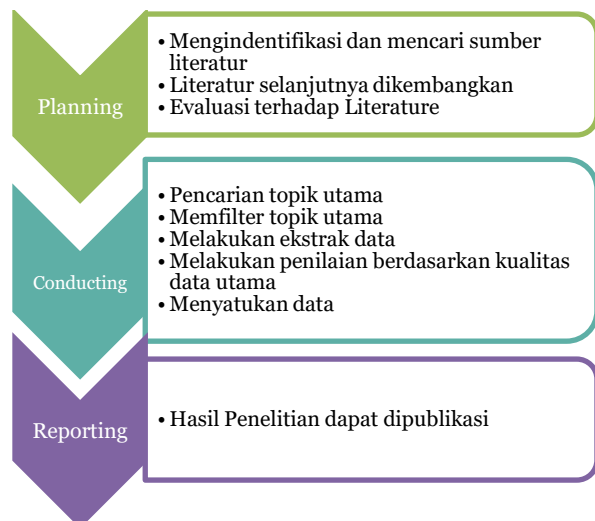 Planning
• Mengindentifikasi dan mencari sumber
literatur
• Literatur selanjutnya dikembangkan
• Evaluasi terhadap Literature
Conducting
• Pencarian topik utama
• Memfilter topik utama
• Melakukan ekstrak data
• Melakukan penilaian berdasarkan kualitas
data utama
• Menyatukan data
Reporting
• Hasil Penelitian dapat dipublikasi